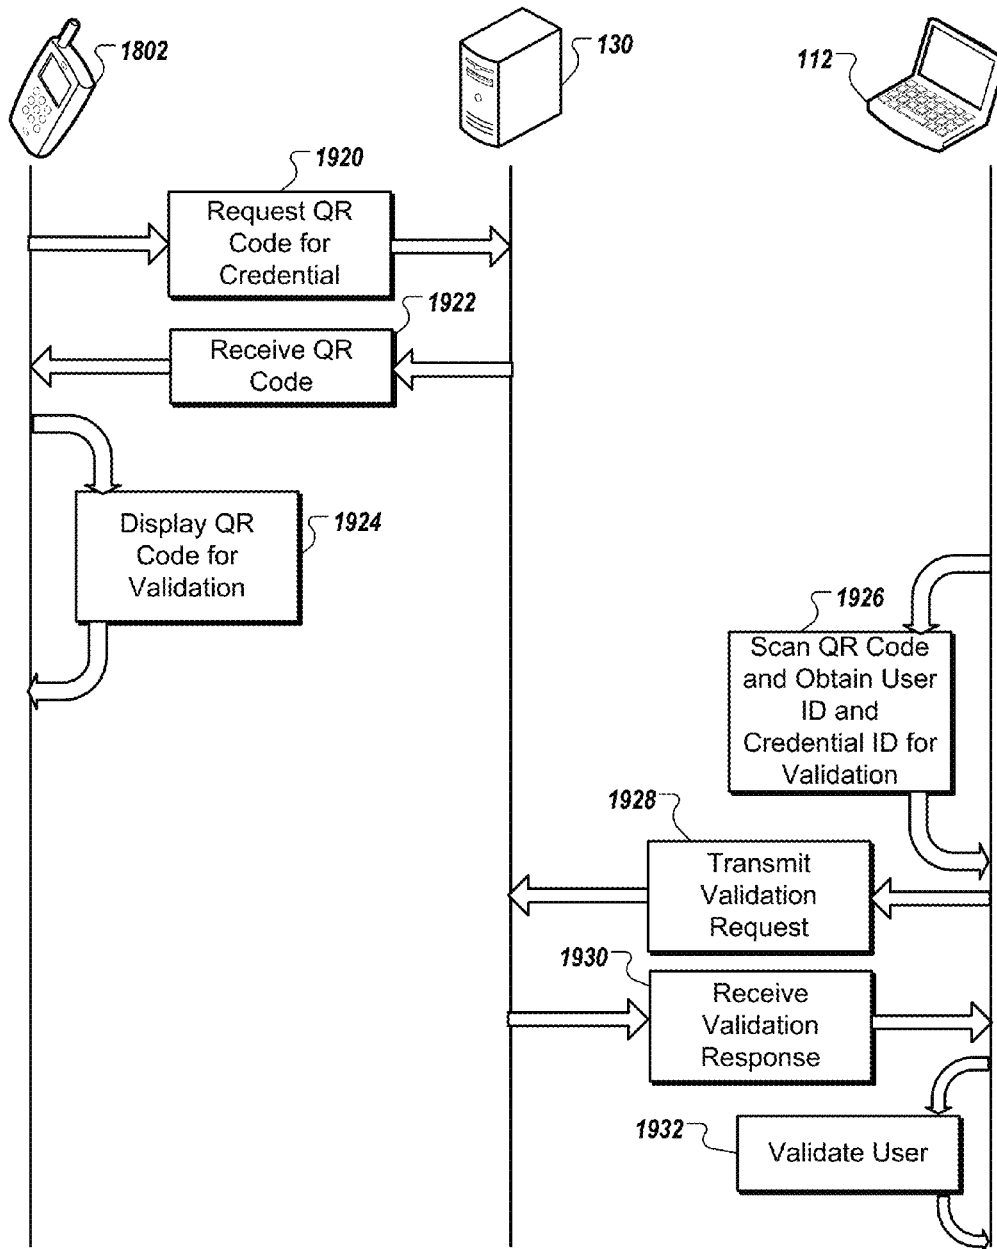 1802
130
112
1920
Request QR
Code for
Credential
1922
Receive QR
Code
Display QR
Code for
Validation
1924
1926
Scan QR Code
and Obtain User
ID and
Credential ID for
Validation
1928
Transmit
Validation
Request
1930
Receive
Validation
Response
1932
Validate User